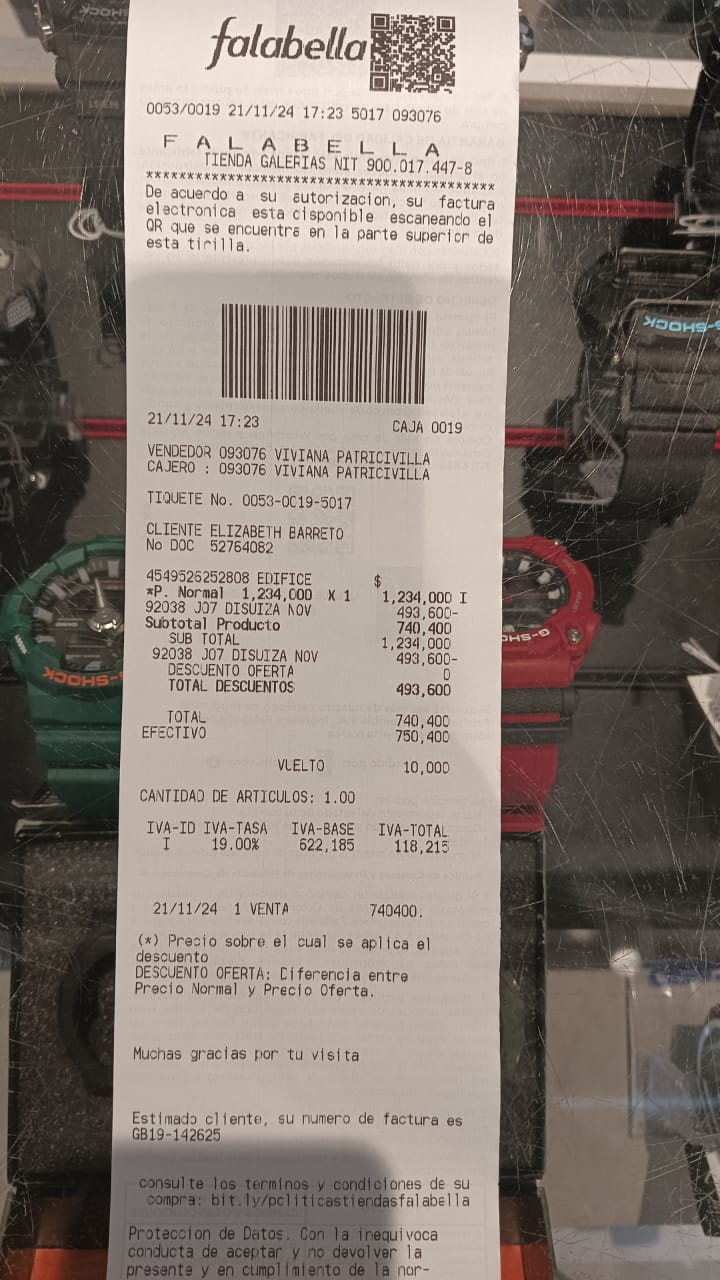 falabella
0053/0019 21/11/24 17:23 5017 093076
F A L A B E L L A
TIENDA GALERIAS NIT 900.017.447-8
******************************************
De acuerdo a su autorizacion, su factura
electronica esta cisponible escaneando el
QR que se encuentra en la parte superior de
esta tirilla.
21/11/24 17:23 CAJA 0019
VENDEDOR 093076 VIVIANA PATRICIVILLA
CAJERO : 093076 VIVIANA PATRICIVILLA
TIQUETE No. 0053-0C19-5017
CLIENTE ELIZABETH BARRETO
No DOC 52764082
4549526252808 EDIFICE $
*P. Normal 1,234,000 X 1 1,234,000 I
92038 J07 DISUIZA NOV 493,600-
Subtotal Producto 740,400
SUB TOTAL 1,234,000
92038 J07 DISUIZA NOV 493,600-
DESCUENTO OFERTA 0
TOTAL DESCUENTOS 493,600
TOTAL 740,400
EFECTIVO 750,400
VUELTO 10,000
CANTIDAD DE ARTICULOS: 1.00
IVA-ID IVA-TASA IVA-BASE IVA-TOTAL
I 19.00% 622,185 118,215
21/11/24 1 VENTA 740400.
(*) Precio sobre el cual se aplica el
descuento
DESCUENTO OFERTA: Diferencia entre
Precio Normal y Precio Oferta.
Muchas gracias por tu visita
Estimado cliente, su numero de factura es
GB19-142625
consulte los terminos y condiciones de su
compra: bit.ly/pcliticastiendasfalabella
Proteccion de Datos. Con la inequivoca
conducta de aceptar y no devolver la
presente y en cumplimiento de la nor-
G-SHOCK
G-SHOCK